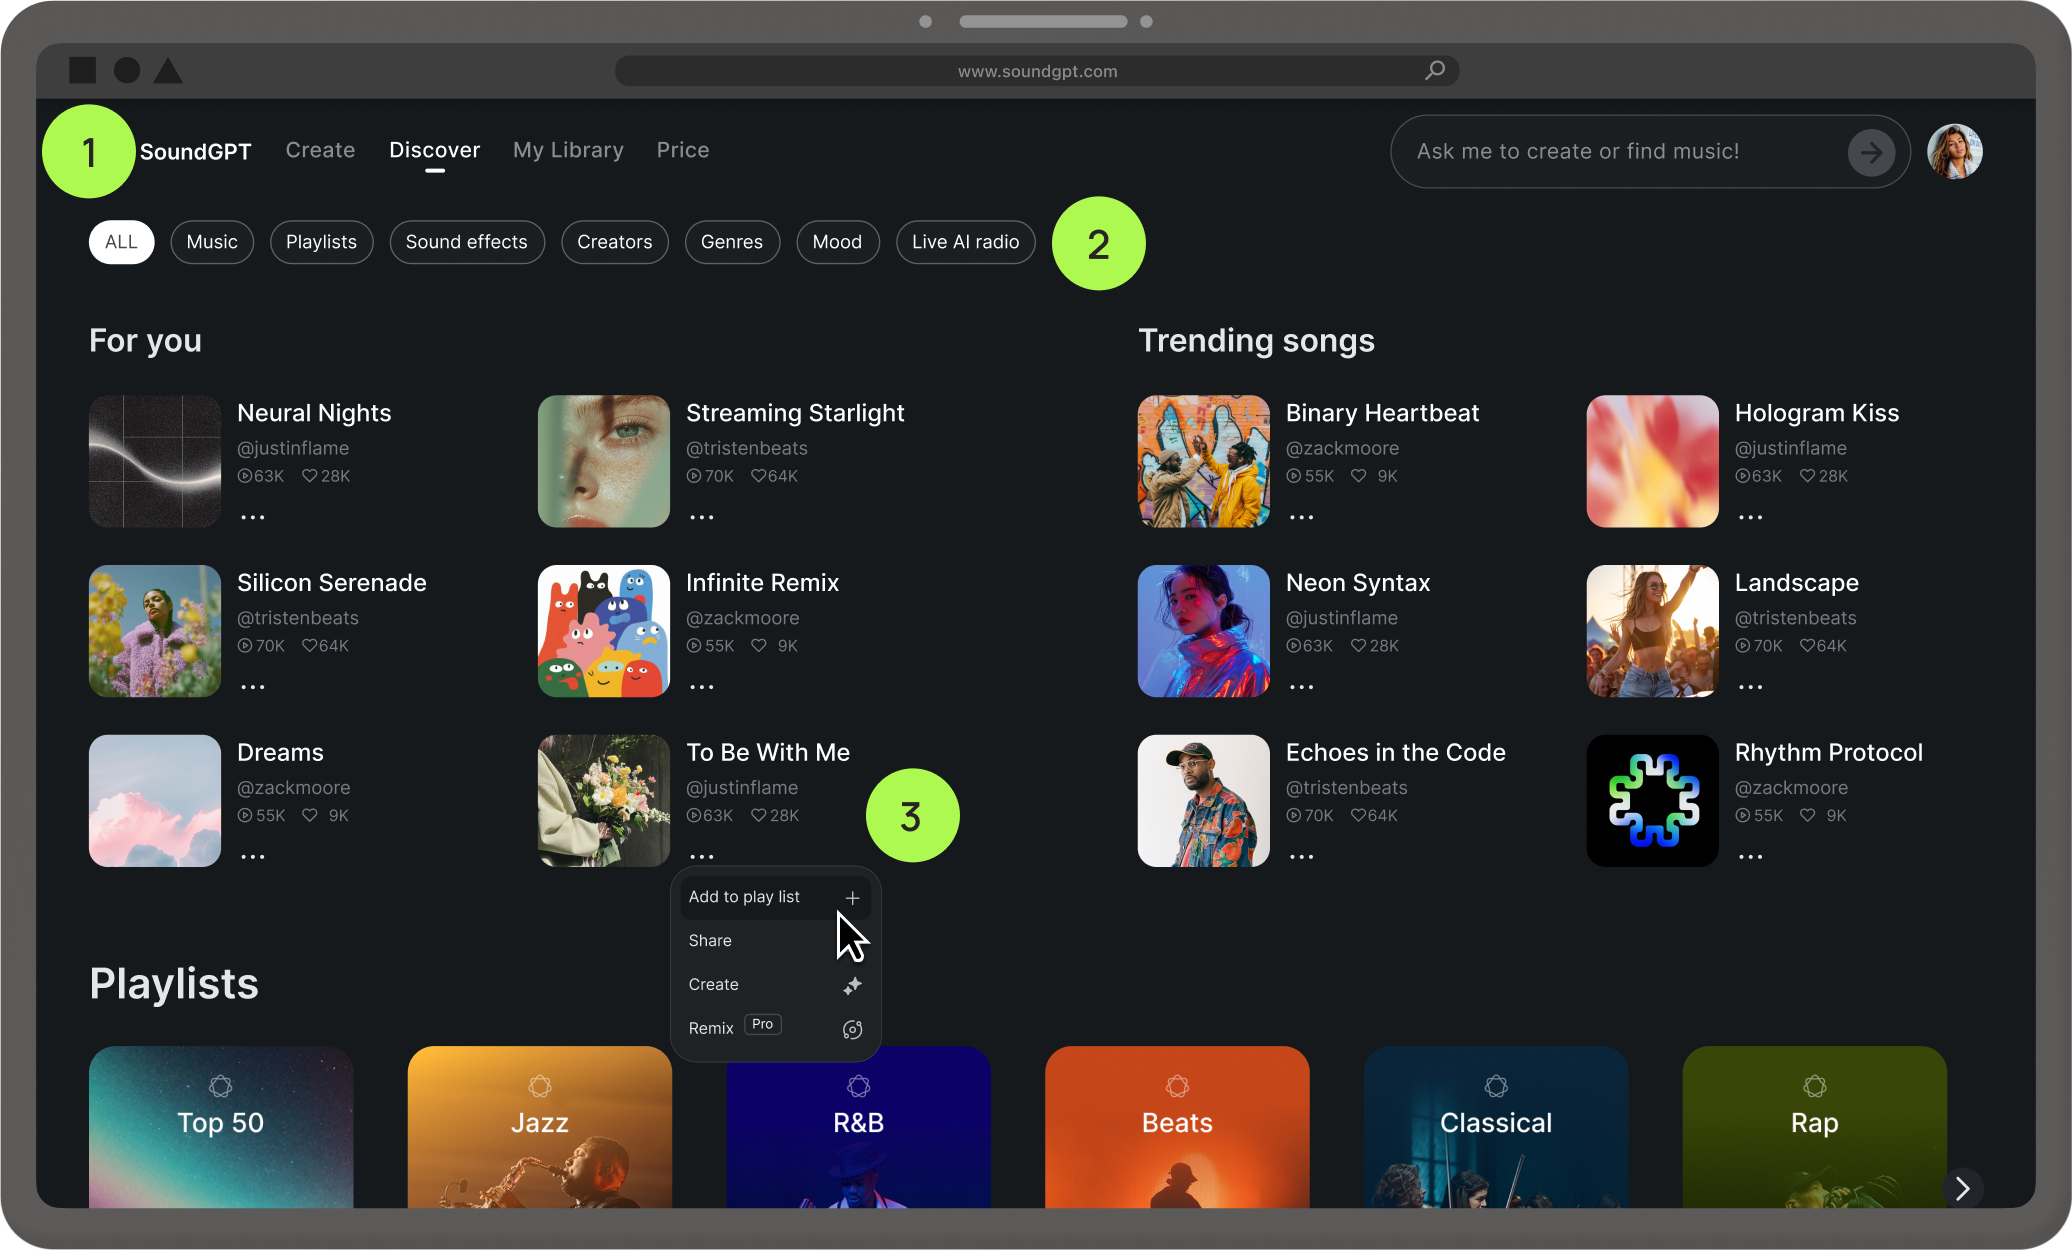 www.soundgpt.com
1
SoundGPT
Create
Discover
My Library
Price
Ask me to create or find music!
ALL
Music
Playlists
Sound effects
Creators
Genres
Mood
Live AI radio
2
For you
Neural Nights
@justinflame
63K 28K
...
Streaming Starlight
@tristenbeats
70K 64K
...
Silicon Serenade
@tristenbeats
70K 64K
...
Infinite Remix
@zackmoore
55K 9K
...
Dreams
@zackmoore
55K 9K
...
To Be With Me
@justinflame
63K 28K
...
3
Add to play list
Share
Create
Remix Pro
Trending songs
Binary Heartbeat
@zackmoore
55K 9K
...
Hologram Kiss
@justinflame
63K 28K
...
Neon Syntax
@justinflame
63K 28K
...
Landscape
@tristenbeats
70K 64K
...
Echoes in the Code
@tristenbeats
70K 64K
...
Rhythm Protocol
@zackmoore
55K 9K
...
Playlists
Top 50
Jazz
R&B
Beats
Classical
Rap